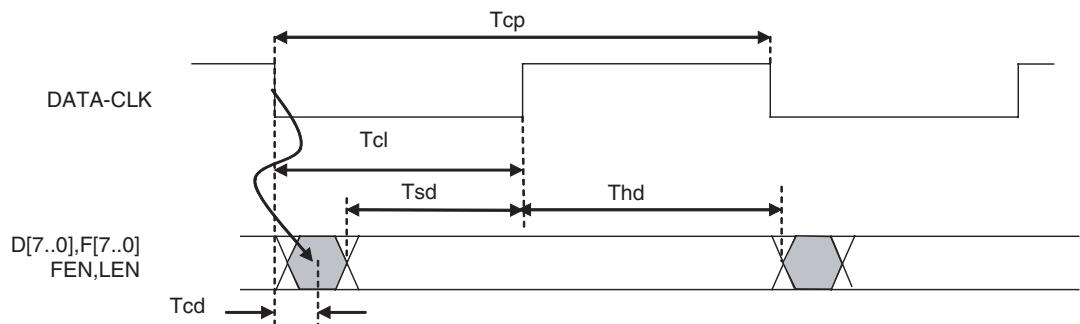 Tcp
DATA-CLK
Tcl
Tsd
Thd
D[7..0],F[7..0]
FEN,LEN
Tcd